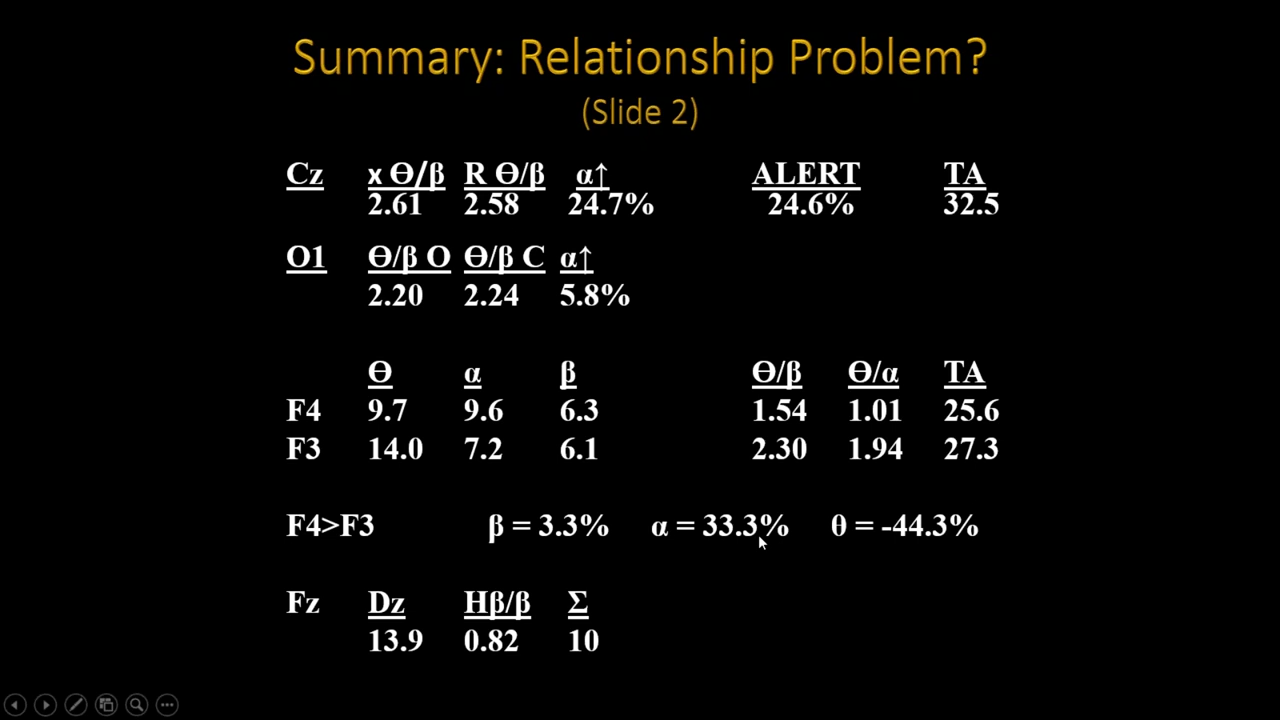 Summary: Relationship Problem?
(Slide 2)
Cz x Ө/β R Ө/β α↑ ALERT TA
2.61 2.58 24.7% 24.6% 32.5
O1 Ө/β O Ө/β C α↑
2.20 2.24 5.8%
Ө α β Ө/β Ө/α TA
F4 9.7 9.6 6.3 1.54 1.01 25.6
F3 14.0 7.2 6.1 2.30 1.94 27.3
F4>F3 β = 3.3% α = 33.3% θ = -44.3%
Fz Dz Hβ/β Σ
13.9 0.82 10